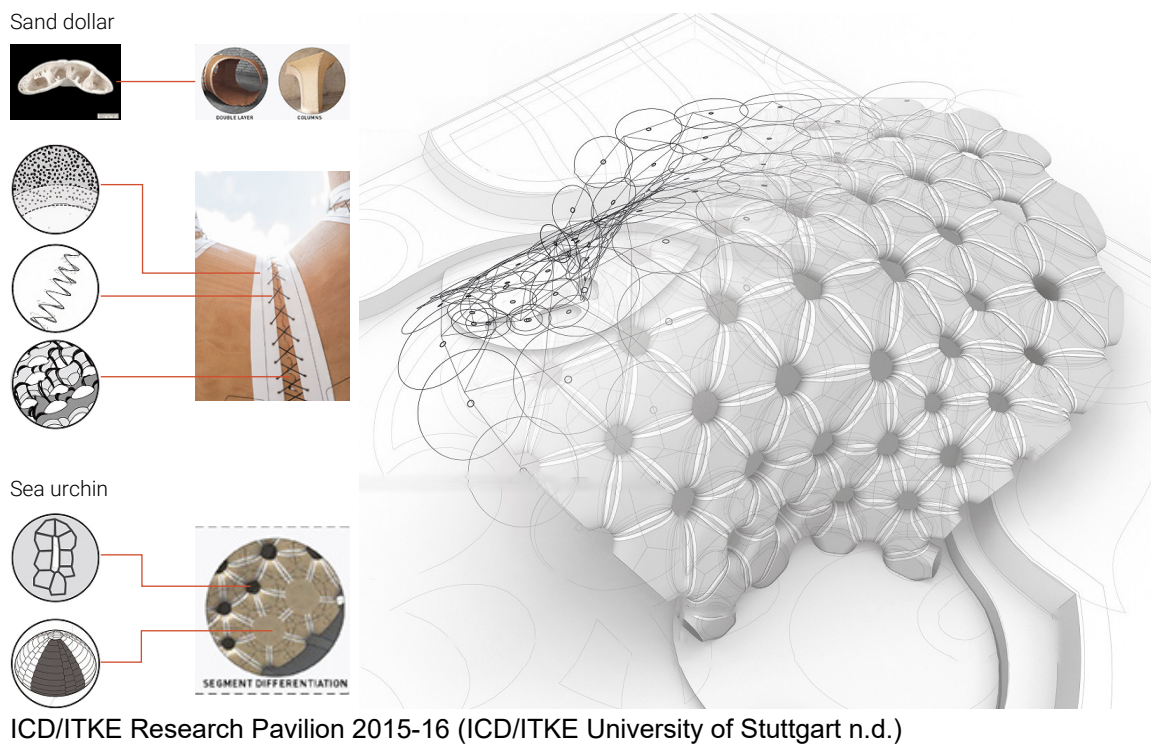 Sand dollar
DOUBLE LAYER
COLUMNS
Sea urchin
SEGMENT DIFFERENTIATION
ICD/ITKE Research Pavilion 2015-16 (ICD/ITKE University of Stuttgart n.d.)